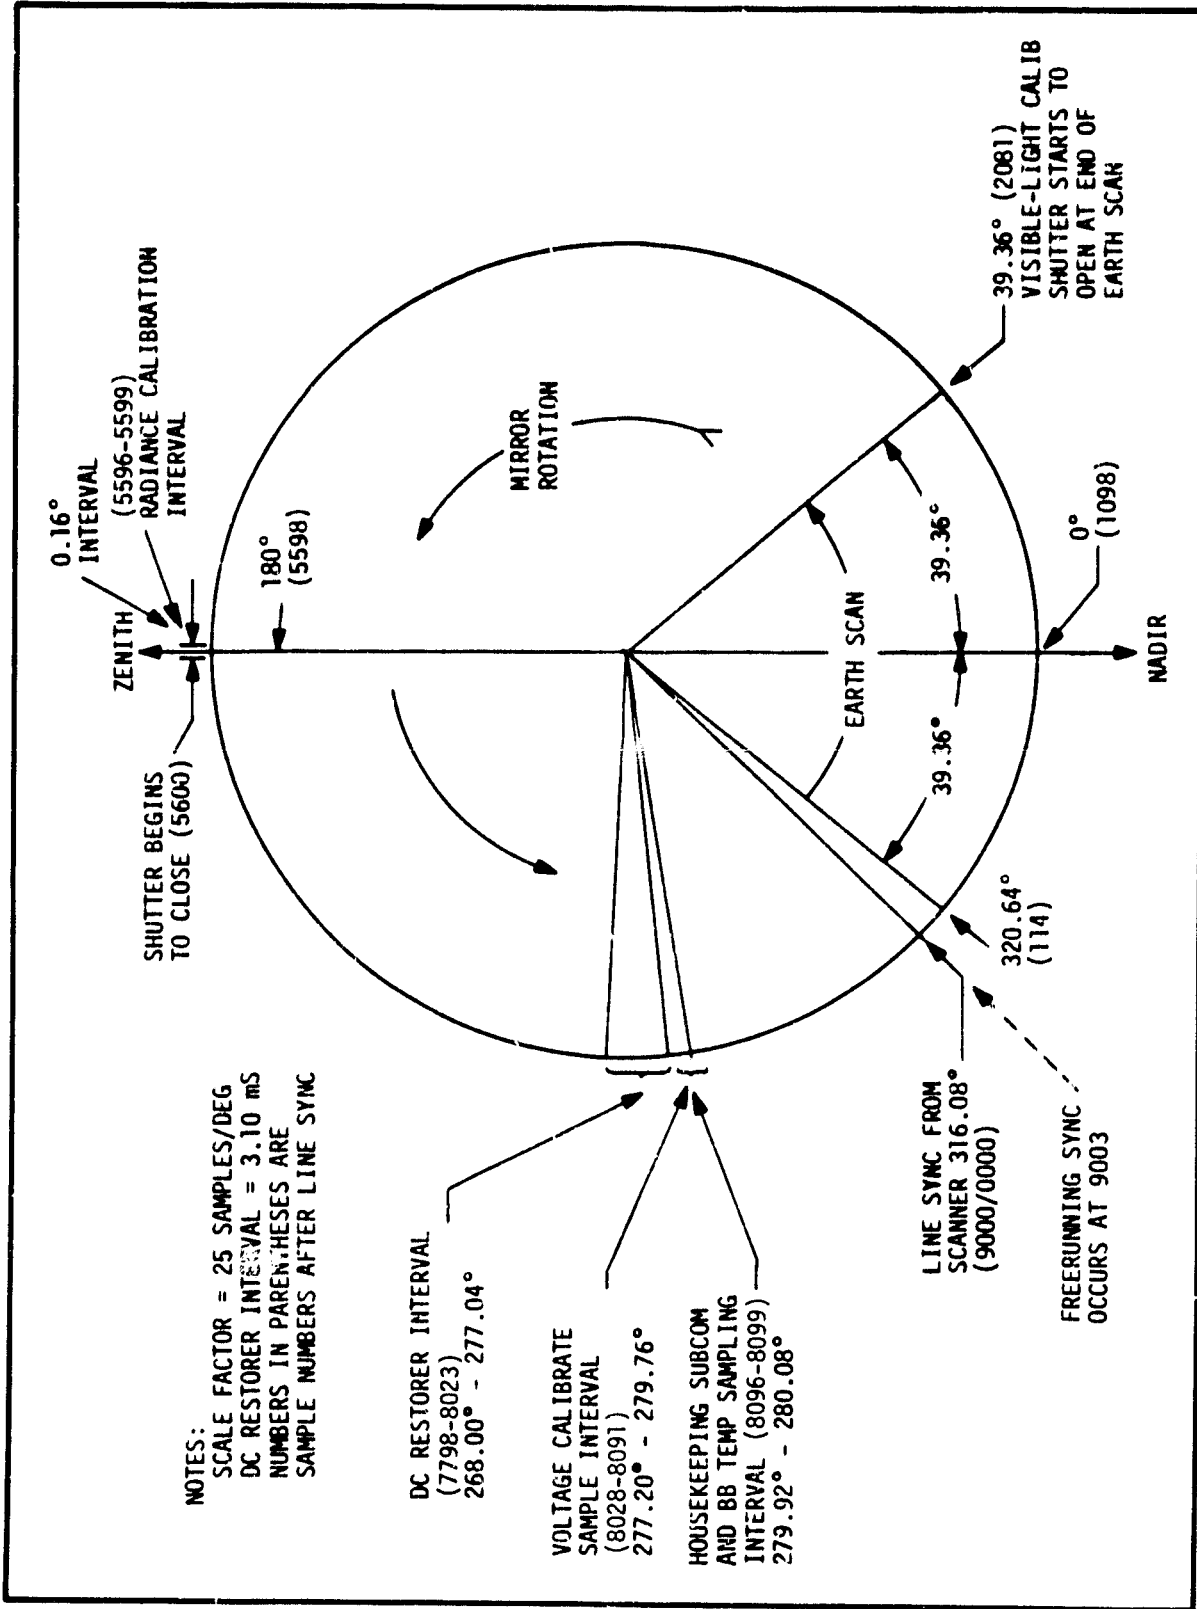 NOTES:
SCALE FACTOR = 25 SAMPLES/DEG
DC RESTORER INTERVAL = 3.10 mS
NUMBERS IN PARENTHESES ARE
SAMPLE NUMBERS AFTER LINE SYNC
SHUTTER BEGINS
TO CLOSE (5600)
ZENITH
0.16°
INTERVAL
(5596-5599)
RADIANCE CALIBRATION
INTERVAL
180°
(5598)
MIRROR
ROTATION
DC RESTORER INTERVAL
(7798-8023)
268.00° - 277.04°
VOLTAGE CALIBRATE
SAMPLE INTERVAL
(8028-8091)
277.20° - 279.76°
HOUSEKEEPING SUBCOM
AND BB TEMP SAMPLING
INTERVAL (8096-8099)
279.92° - 280.08°
EARTH SCAN
39.36°
39.36°
LINE SYNC FROM
SCANNER 316.08°
(9000/0000)
320.64°
(114)
0°
(1098)
39.36° (2081)
VISIBLE-LIGHT CALIB
SHUTTER STARTS TO
OPEN AT END OF
EARTH SCAN
FREERUNNING SYNC
OCCURS AT 9003
NADIR